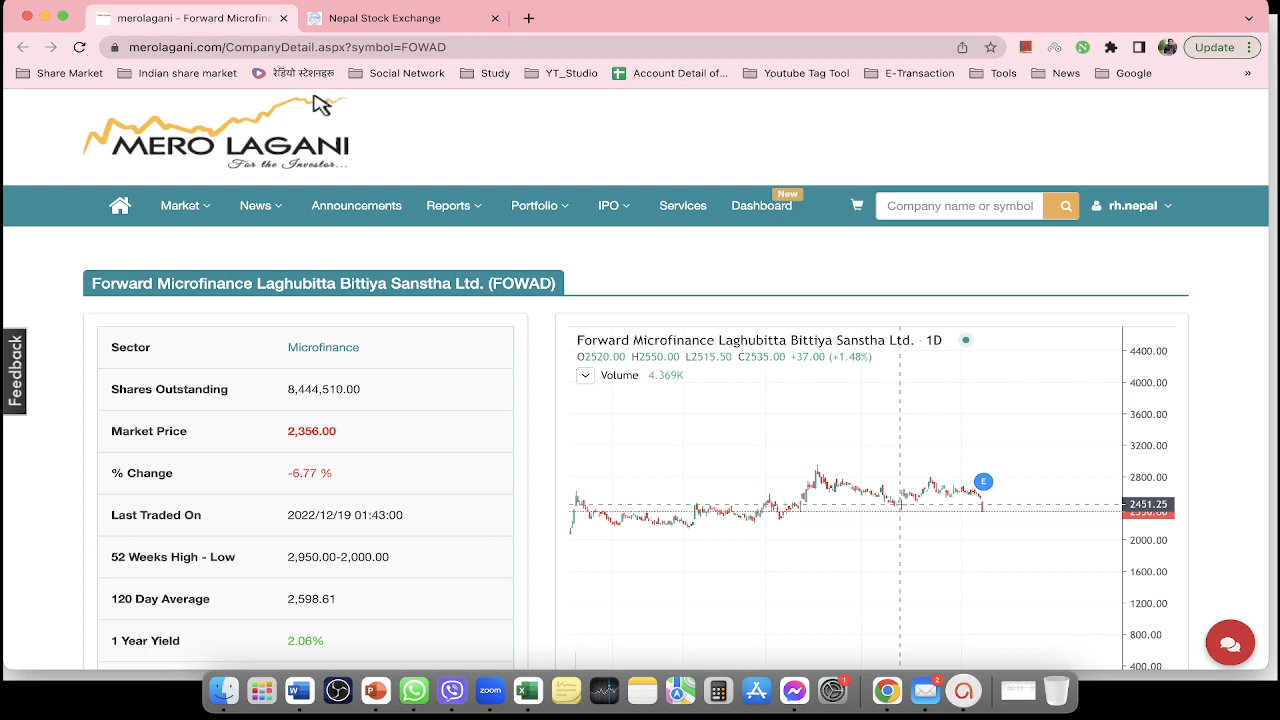 merolagani - Forward Microfina
Nepal Stock Exchange
merolagani.com/CompanyDetail.aspx?symbol=FOWAD
Update
Share Market
Indian share market
रेडियो स्टेशनहरु
Social Network
Study
YT_Studio
Account Detail of...
Youtube Tag Tool
E-Transaction
Tools
News
Google
»
MERO LAGANI
For the Investor...
Market
News
Announcements
Reports
Portfolio
IPO
Services
Dashboard
New
Company name or symbol
rh.nepal
Forward Microfinance Laghubitta Bittiya Sanstha Ltd. (FOWAD)
Feedback
Sector Microfinance
Shares Outstanding 8,444,510.00
Market Price 2,356.00
% Change -6.77 %
Last Traded On 2022/12/19 01:43:00
52 Weeks High - Low 2,950.00-2,000.00
120 Day Average 2,598.61
1 Year Yield 2.06%
Forward Microfinance Laghubitta Bittiya Sanstha Ltd. · 1D
O2520.00 H2550.00 L2515.50 C2535.00 +37.00 (+1.48%)
Volume 4.369K
E
4400.00
4000.00
3600.00
3200.00
2800.00
2451.25
2000.00
1600.00
1200.00
800.00
400.00
zoom
1
2